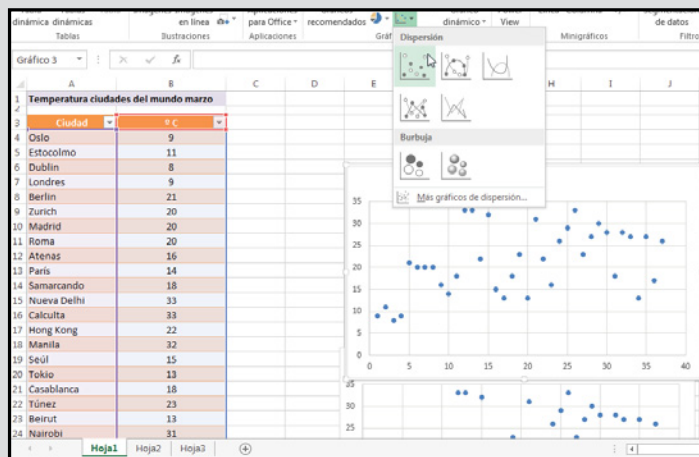 dinámica dinámicas
en línea
para Office
recomendados
dinámico
View
de datos
Tablas
Ilustraciones
Aplicaciones
Minigráficos
Filtro
Dispersión
Burbuja
Más gráficos de dispersión...
Gráfico 3
fx
A B C D E H I J
1 Temperatura ciudades del mundo marzo
2
3 Ciudad º C
4 Oslo 9
5 Estocolmo 11
6 Dublin 8
7 Londres 9
8 Berlin 21
9 Zurich 20
10 Madrid 20
11 Roma 20
12 Atenas 16
13 París 14
14 Samarcando 18
15 Nueva Delhi 33
16 Calculta 33
17 Hong Kong 22
18 Manila 32
19 Seúl 15
20 Tokio 13
21 Casablanca 18
22 Túnez 23
23 Beirut 13
24 Nairobi 31
35
30
25
20
15
10
5
0
0 5 10 15 20 25 30 35 40
35
25
Hoja1 Hoja2 Hoja3